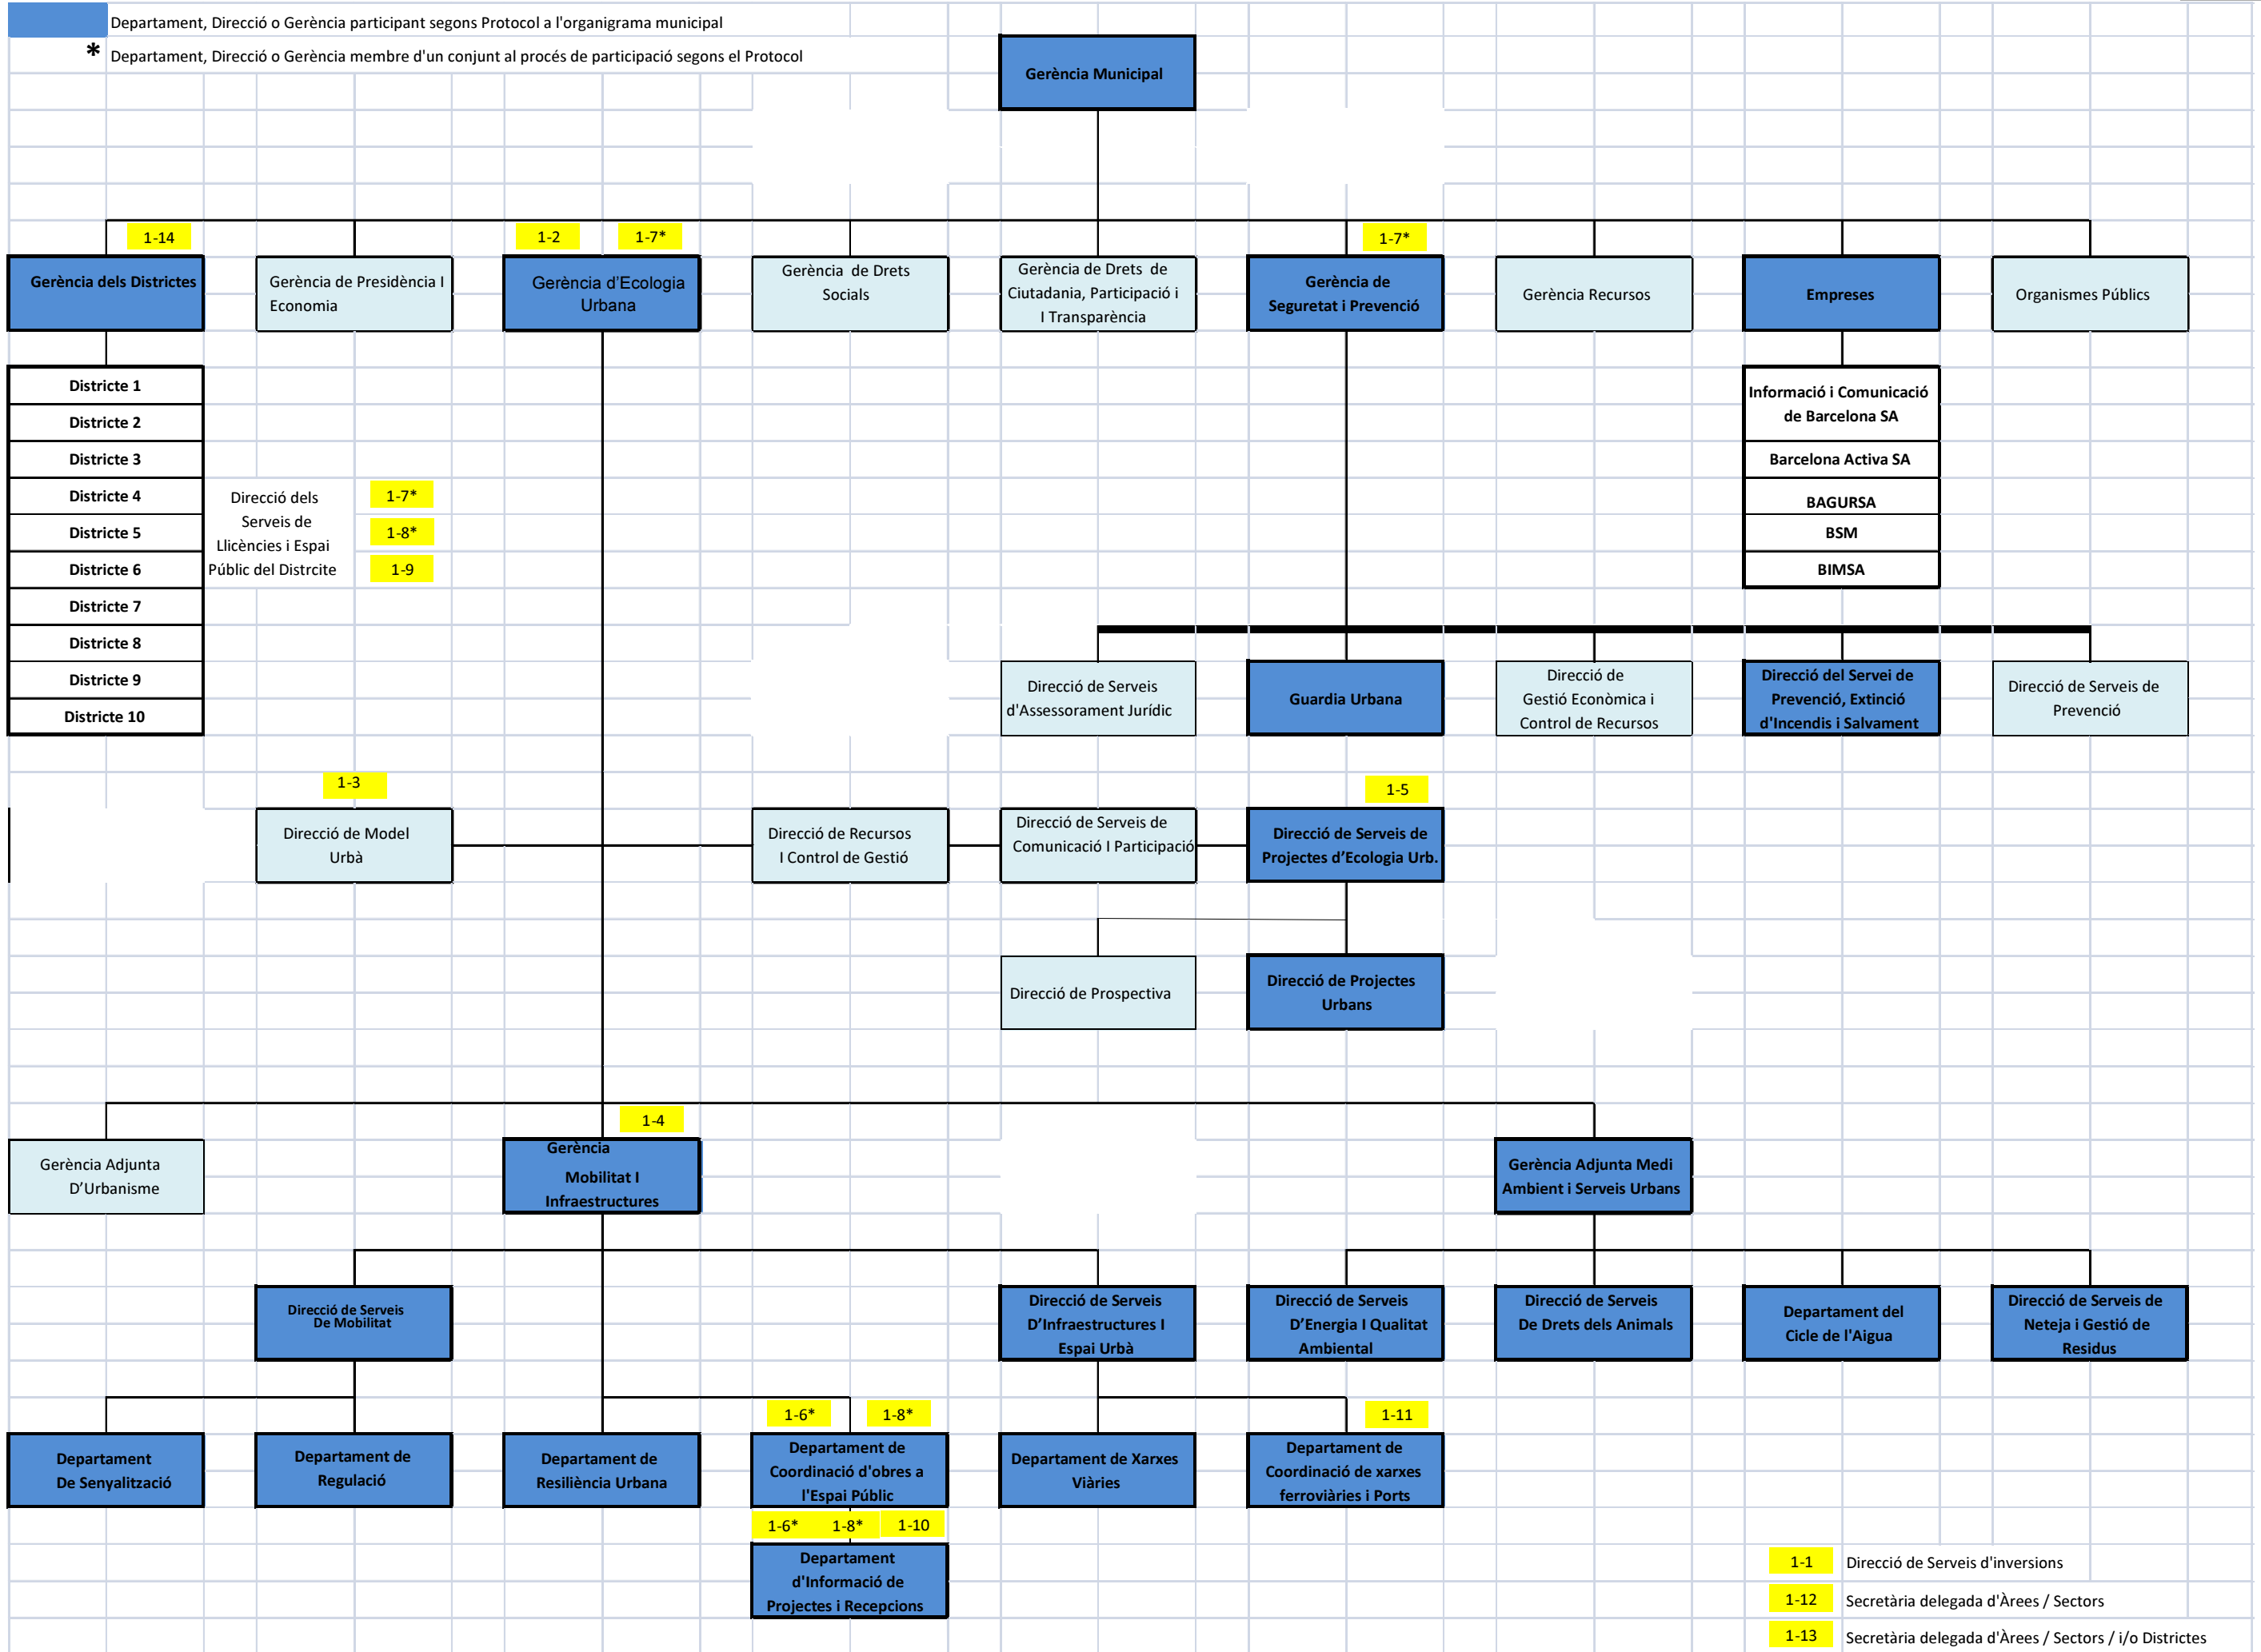 Departament, Direcció o Gerència participant segons Protocol a l'organigrama municipal
* Departament, Direcció o Gerència membre d'un conjunt al procés de participació segons el Protocol
Gerència Municipal
1-14
1-2
1-7*
1-7*
Gerència dels Districtes
Gerència de Presidència I
Economia
Gerència d'Ecologia
Urbana
Gerència de Drets
Socials
Gerència de Drets de
Ciutadania, Participació i
I Transparència
Gerència de
Seguretat i Prevenció
Gerència Recursos
Empreses
Organismes Públics
Districte 1
Districte 2
Districte 3
Districte 4
Districte 5
Districte 6
Districte 7
Districte 8
Districte 9
Districte 10
Direcció dels
Serveis de
Llicències i Espai
Públic del Distrcite
1-7*
1-8*
1-9
Informació i Comunicació
de Barcelona SA
Barcelona Activa SA
BAGURSA
BSM
BIMSA
Direcció de Serveis
d'Assessorament Jurídic
Guardia Urbana
Direcció de
Gestió Econòmica i
Control de Recursos
Direcció del Servei de
Prevenció, Extinció
d'Incendis i Salvament
Direcció de Serveis de
Prevenció
1-3
1-5
Direcció de Model
Urbà
Direcció de Recursos
I Control de Gestió
Direcció de Serveis de
Comunicació I Participació
Direcció de Serveis de
Projectes d'Ecologia Urb.
Direcció de Prospectiva
Direcció de Projectes
Urbans
1-4
Gerència Adjunta
D'Urbanisme
Gerència
Mobilitat I
Infraestructures
Gerència Adjunta Medi
Ambient i Serveis Urbans
Direcció de Serveis
De Mobilitat
Direcció de Serveis
D'Infraestructures I
Espai Urbà
Direcció de Serveis
D'Energia I Qualitat
Ambiental
Direcció de Serveis
De Drets dels Animals
Departament del
Cicle de l'Aigua
Direcció de Serveis de
Neteja i Gestió de
Residus
1-6*
1-8*
1-11
Departament
De Senyalització
Departament de
Regulació
Departament de
Resiliència Urbana
Departament de
Coordinació d'obres a
l'Espai Públic
Departament de Xarxes
Viàries
Departament de
Coordinació de xarxes
ferroviàries i Ports
1-6*
1-8*
1-10
Departament
d'Informació de
Projectes i Recepcions
1-1 Direcció de Serveis d'inversions
1-12 Secretària delegada d'Àrees / Sectors
1-13 Secretària delegada d'Àrees / Sectors / i/o Districtes